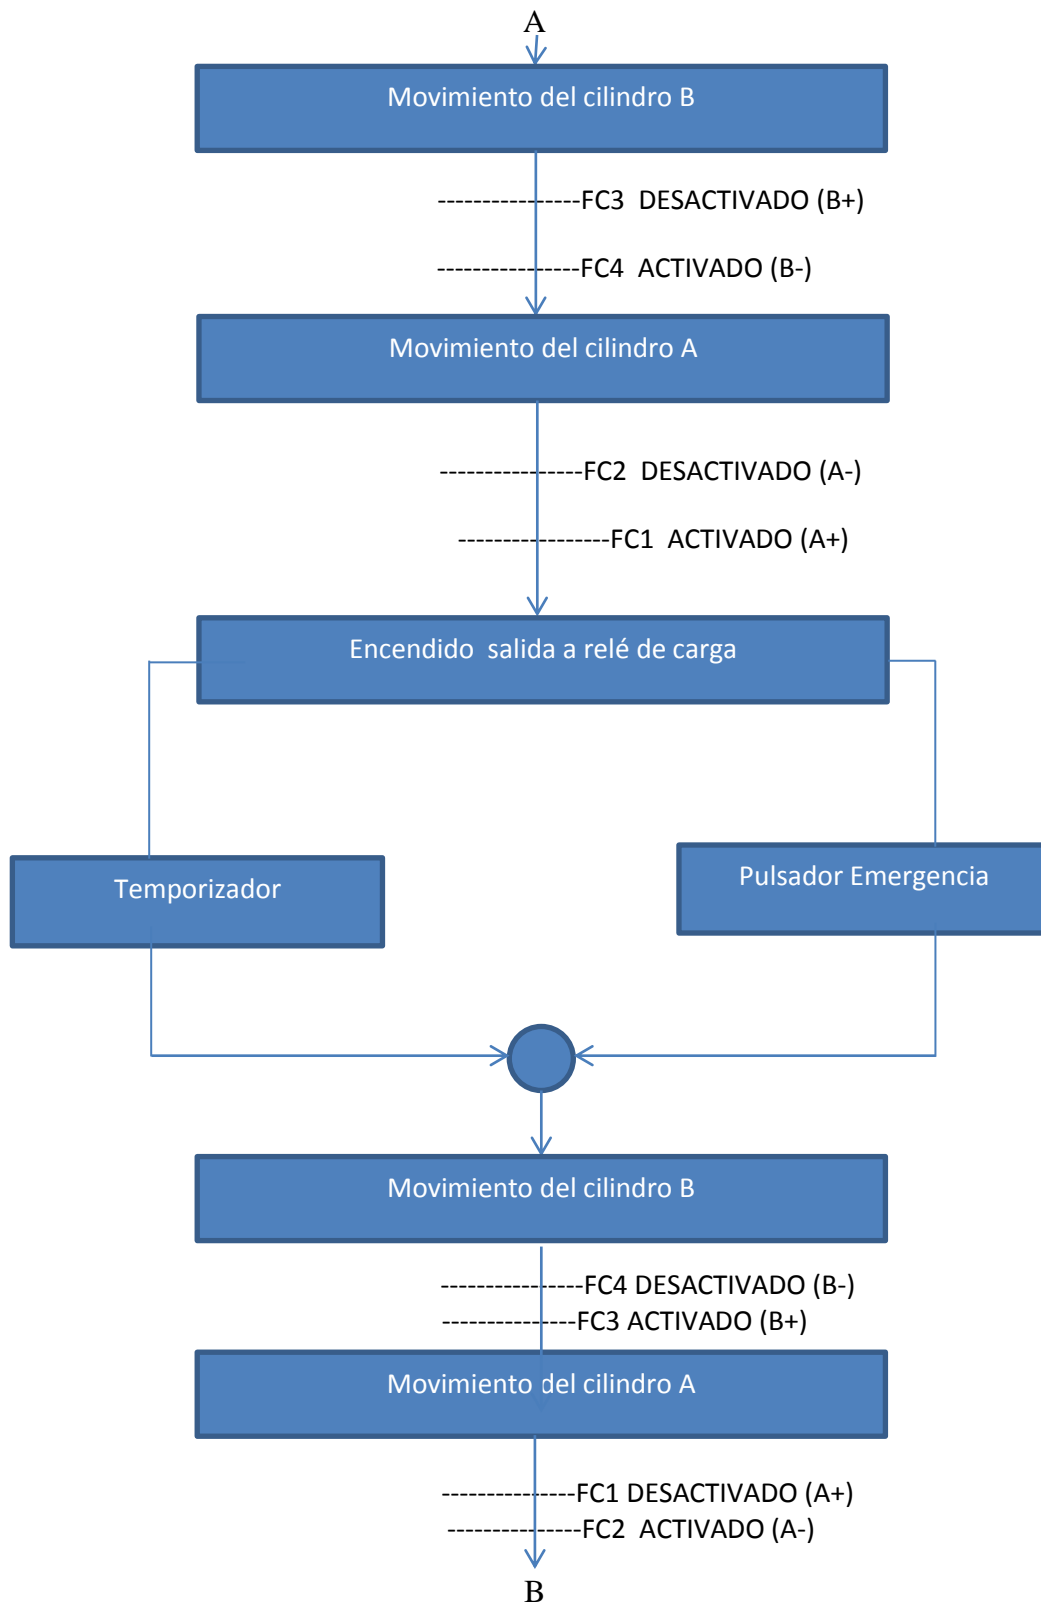 A
Movimiento del cilindro B
----------------FC3  DESACTIVADO (B+)
----------------FC4  ACTIVADO (B-)
Movimiento del cilindro A
----------------FC2  DESACTIVADO (A-)
-----------------FC1  ACTIVADO (A+)
Encendido  salida a relé de carga
Temporizador
Pulsador Emergencia
Movimiento del cilindro B
----------------FC4 DESACTIVADO (B-)
---------------FC3 ACTIVADO (B+)
Movimiento del cilindro A
---------------FC1 DESACTIVADO (A+)
---------------FC2  ACTIVADO (A-)
B